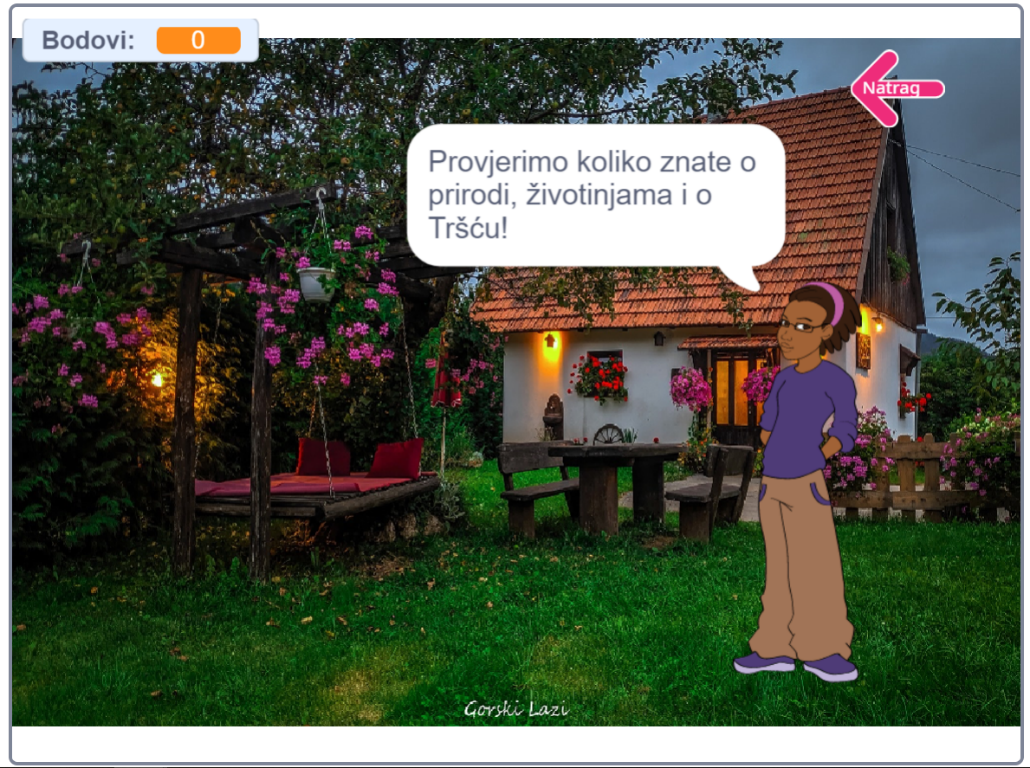 Bodovi: 0
Natrag
Provjerimo koliko znate o
prirodi, životinjama i o
Tršću!
Gorski Lazi